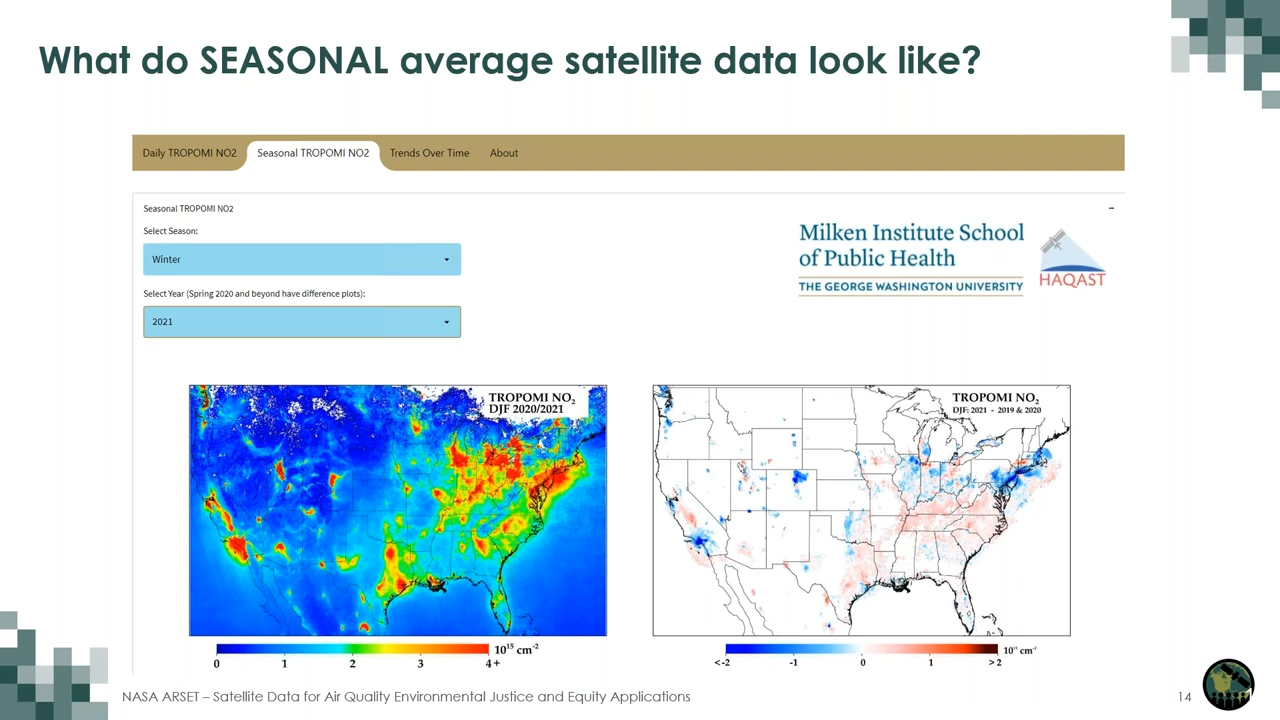 What do SEASONAL average satellite data look like?
Daily TROPOMI NO2 Seasonal TROPOMI NO2 Trends Over Time About
Seasonal TROPOMI NO2
Select Season:
Winter
Select Year (Spring 2020 and beyond have difference plots):
2021
Milken Institute School
of Public Health
THE GEORGE WASHINGTON UNIVERSITY
HAQAST
TROPOMI NO₂
DJF 2020/2021
0 1 2 3 4+
10¹⁵ cm⁻²
TROPOMI NO₂
DJF: 2021 - 2019 & 2020
<-2 -1 0 1 >2
10¹⁵ cm⁻²
NASA ARSET – Satellite Data for Air Quality Environmental Justice and Equity Applications
14